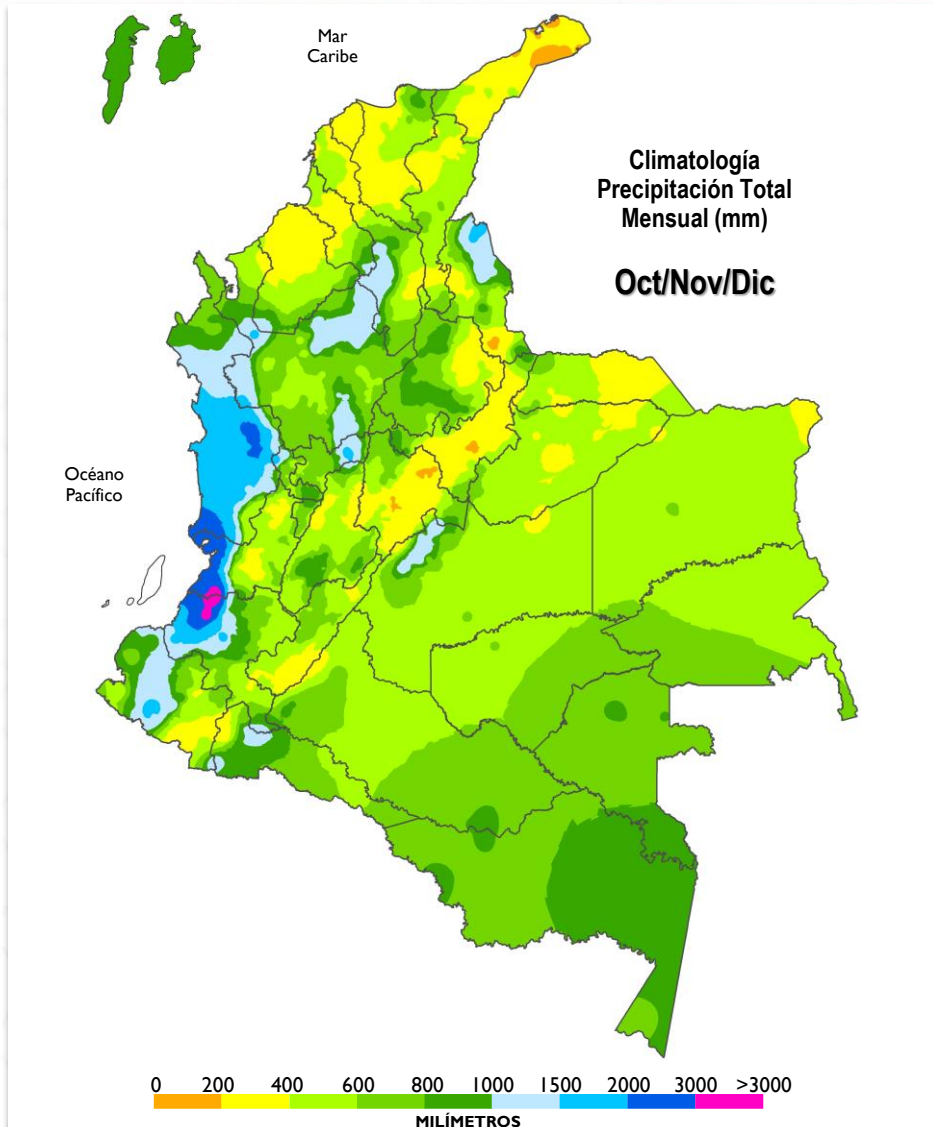 Mar
Caribe
Climatología
Precipitación Total
Mensual (mm)
Oct/Nov/Dic
Océano
Pacífico
0 200 400 600 800 1000 1500 2000 3000 >3000
MILÍMETROS